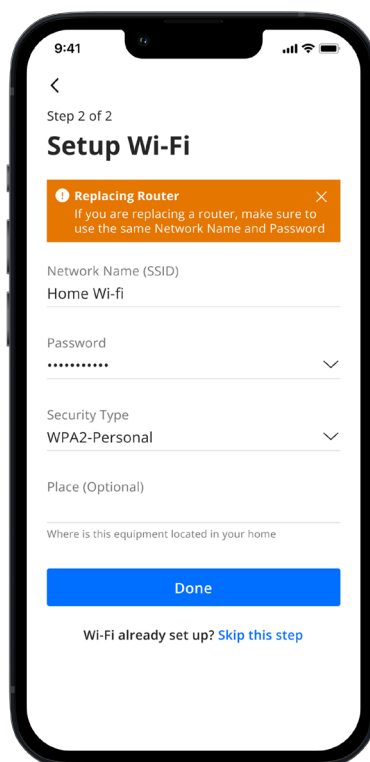 9:41
Step 2 of 2
Setup Wi-Fi
Replacing Router
If you are replacing a router, make sure to
use the same Network Name and Password
Network Name (SSID)
Home Wi-fi
Password
•••••••••••
Security Type
WPA2-Personal
Place (Optional)
Where is this equipment located in your home
Done
Wi-Fi already set up? Skip this step